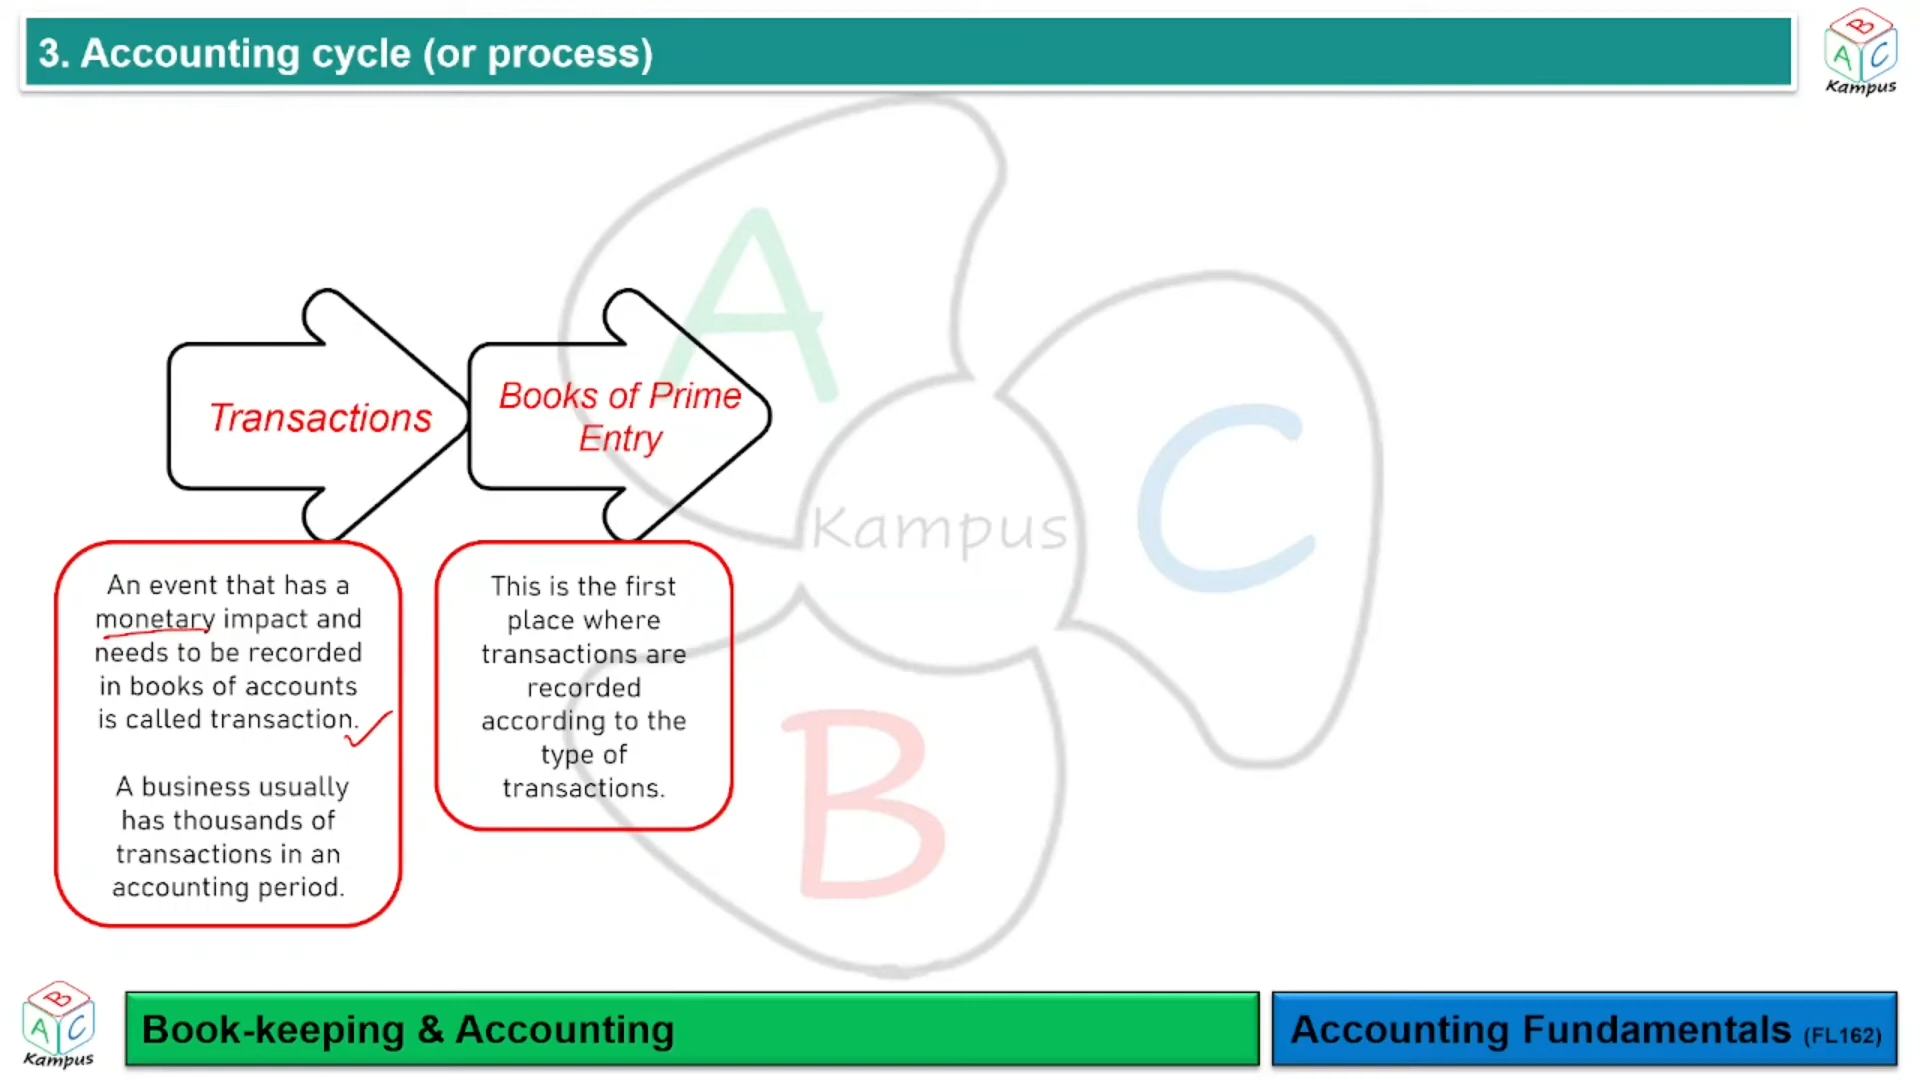 3. Accounting cycle (or process)
B
A C
Kampus
A
C
Kampus
B
Transactions
Books of Prime
Entry
An event that has a
monetary impact and
needs to be recorded
in books of accounts
is called transaction.
A business usually
has thousands of
transactions in an
accounting period.
This is the first
place where
transactions are
recorded
according to the
type of
transactions.
B
A C
Kampus
Book-keeping & Accounting
Accounting Fundamentals (FL162)